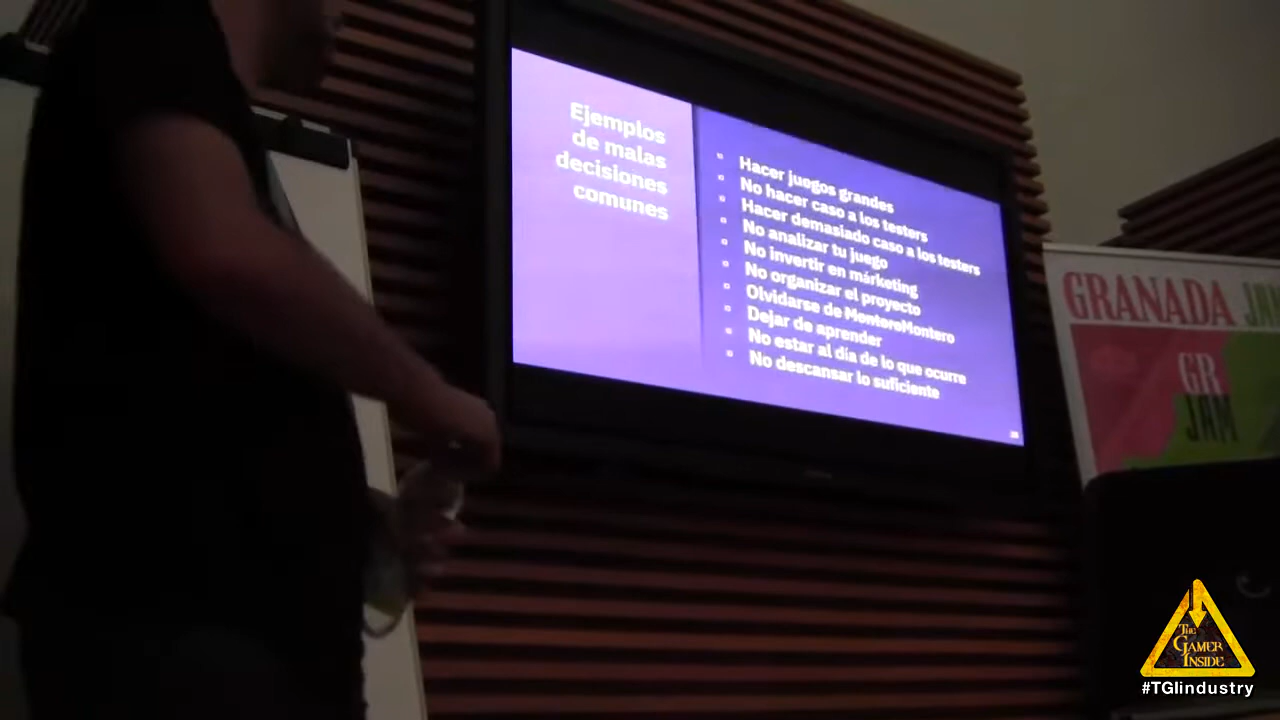 Ejemplos
de malas
decisiones
comunes
Hacer juegos grandes
No hacer caso a los testers
Hacer demasiado caso a los testers
No analizar tu juego
No invertir en márketing
No organizar el proyecto
Olvidarse de MonteroMontero
Dejar de aprender
No estar al día de lo que ocurre
No descansar lo suficiente
GRANADA
GR
JAM
THE
GAMER
INSIDE
#TGIindustry